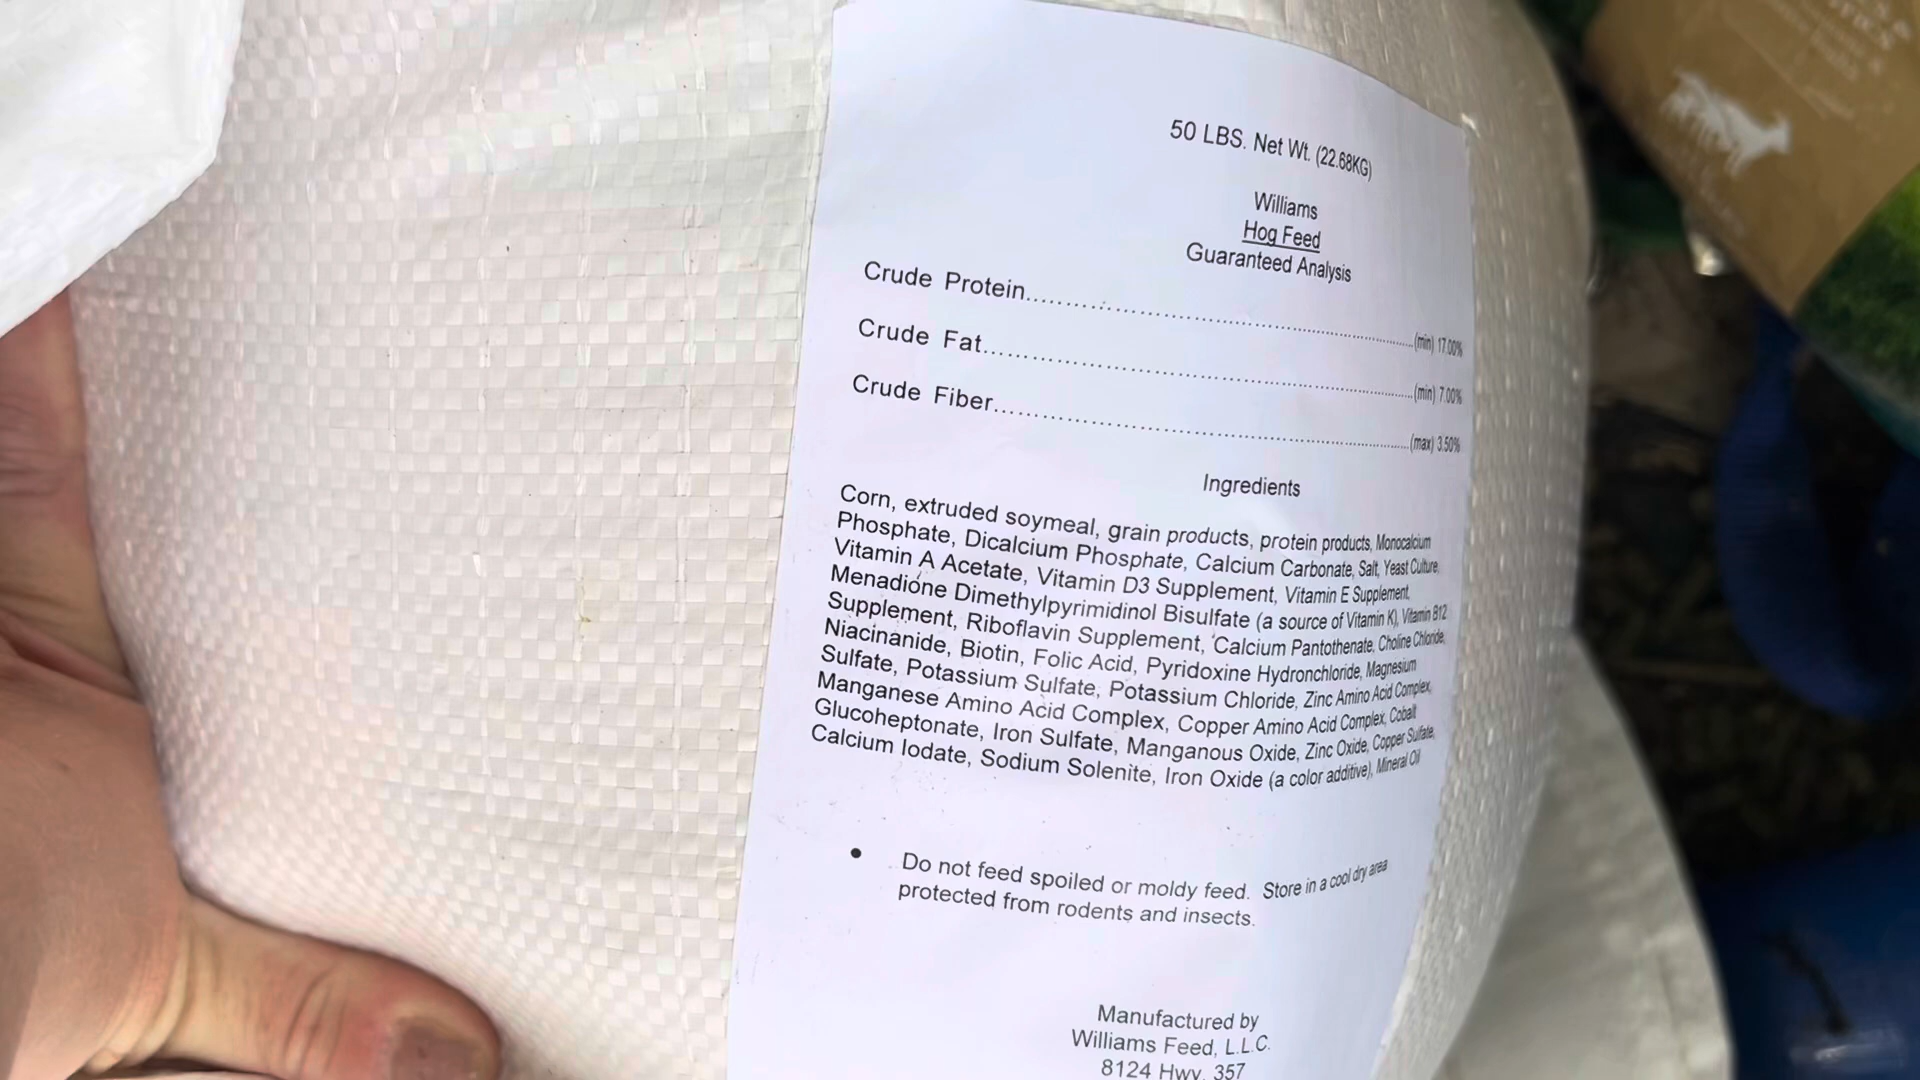 50 LBS. Net Wt. (22.68KG)
Williams
Hog Feed
Guaranteed Analysis
Crude Protein..........(min) 17.00%
Crude Fat..........(min) 7.00%
Crude Fiber..........(max) 3.50%
Ingredients
Corn, extruded soymeal, grain products, protein products, Monocalcium
Phosphate, Dicalcium Phosphate, Calcium Carbonate, Salt, Yeast Culture,
Vitamin A Acetate, Vitamin D3 Supplement, Vitamin E Supplement,
Menadione Dimethylpyrimidinol Bisulfate (a source of Vitamin K), Vitamin B12
Supplement, Riboflavin Supplement, Calcium Pantothenate, Choline Chloride,
Niacinanide, Biotin, Folic Acid, Pyridoxine Hydronchloride, Magnesium
Sulfate, Potassium Sulfate, Potassium Chloride, Zinc Amino Acid Complex,
Manganese Amino Acid Complex, Copper Amino Acid Complex, Cobalt
Glucoheptonate, Iron Sulfate, Manganous Oxide, Zinc Oxide, Copper Sulfate,
Calcium Iodate, Sodium Solenite, Iron Oxide (a color additive), Mineral Oil
• Do not feed spoiled or moldy feed. Store in a cool dry area
protected from rodents and insects.
Manufactured by
Williams Feed, L.L.C.
8124 Hwy. 357